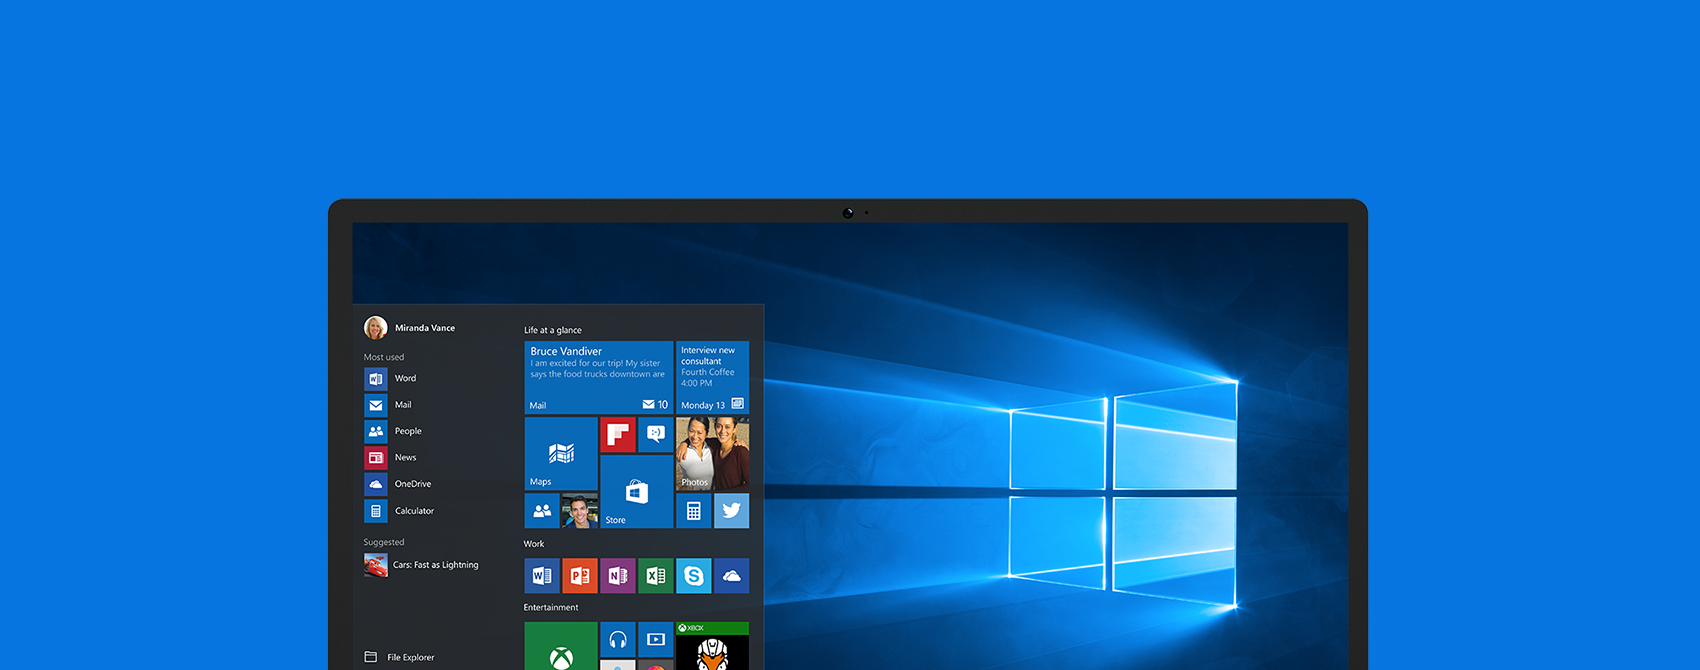 Miranda Vance
Most used
Word
Mail
People
News
OneDrive
Calculator
Suggested
Cars: Fast as Lightning
File Explorer
Life at a glance
Bruce Vandiver
I am excited for our trip! My sister
says the food trucks downtown are
Mail
10
Interview new
consultant
Fourth Coffee
4:00 PM
Monday 13
Maps
Store
Photos
Work
Entertainment
XBOX